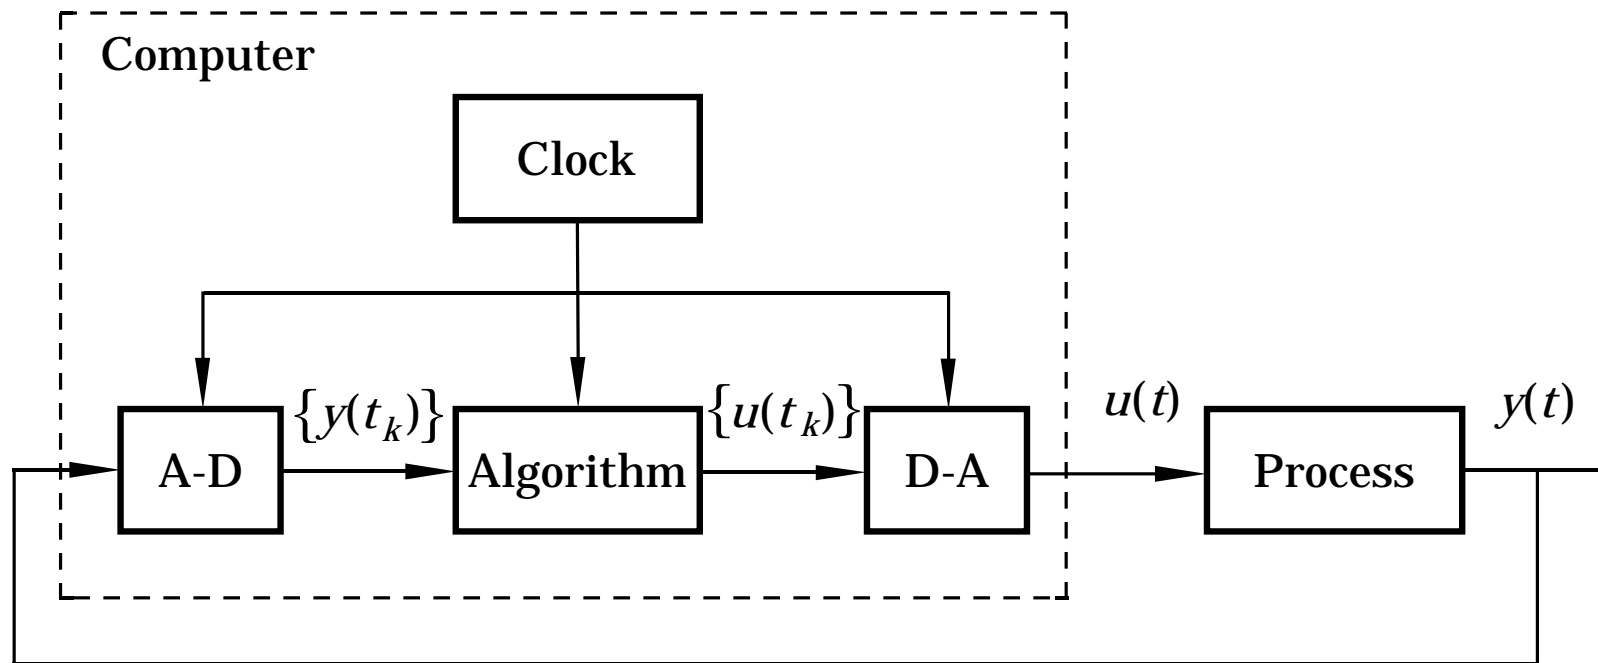 Computer
Clock
{y(t_k)}
{u(t_k)}
u(t)
y(t)
A-D
Algorithm
D-A
Process